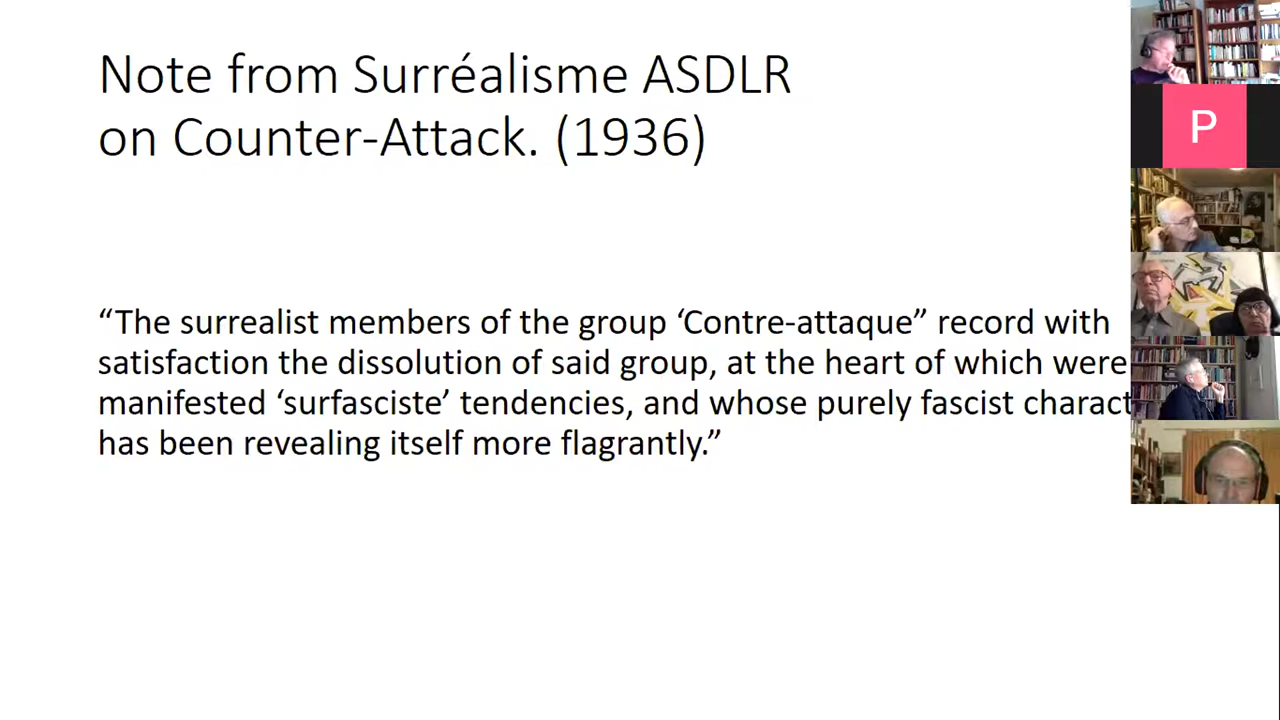 Note from Surréalisme ASDLR
on Counter-Attack. (1936)
“The surrealist members of the group ‘Contre-attaque” record with
satisfaction the dissolution of said group, at the heart of which were
manifested ‘surfasciste’ tendencies, and whose purely fascist charact
has been revealing itself more flagrantly.”
P